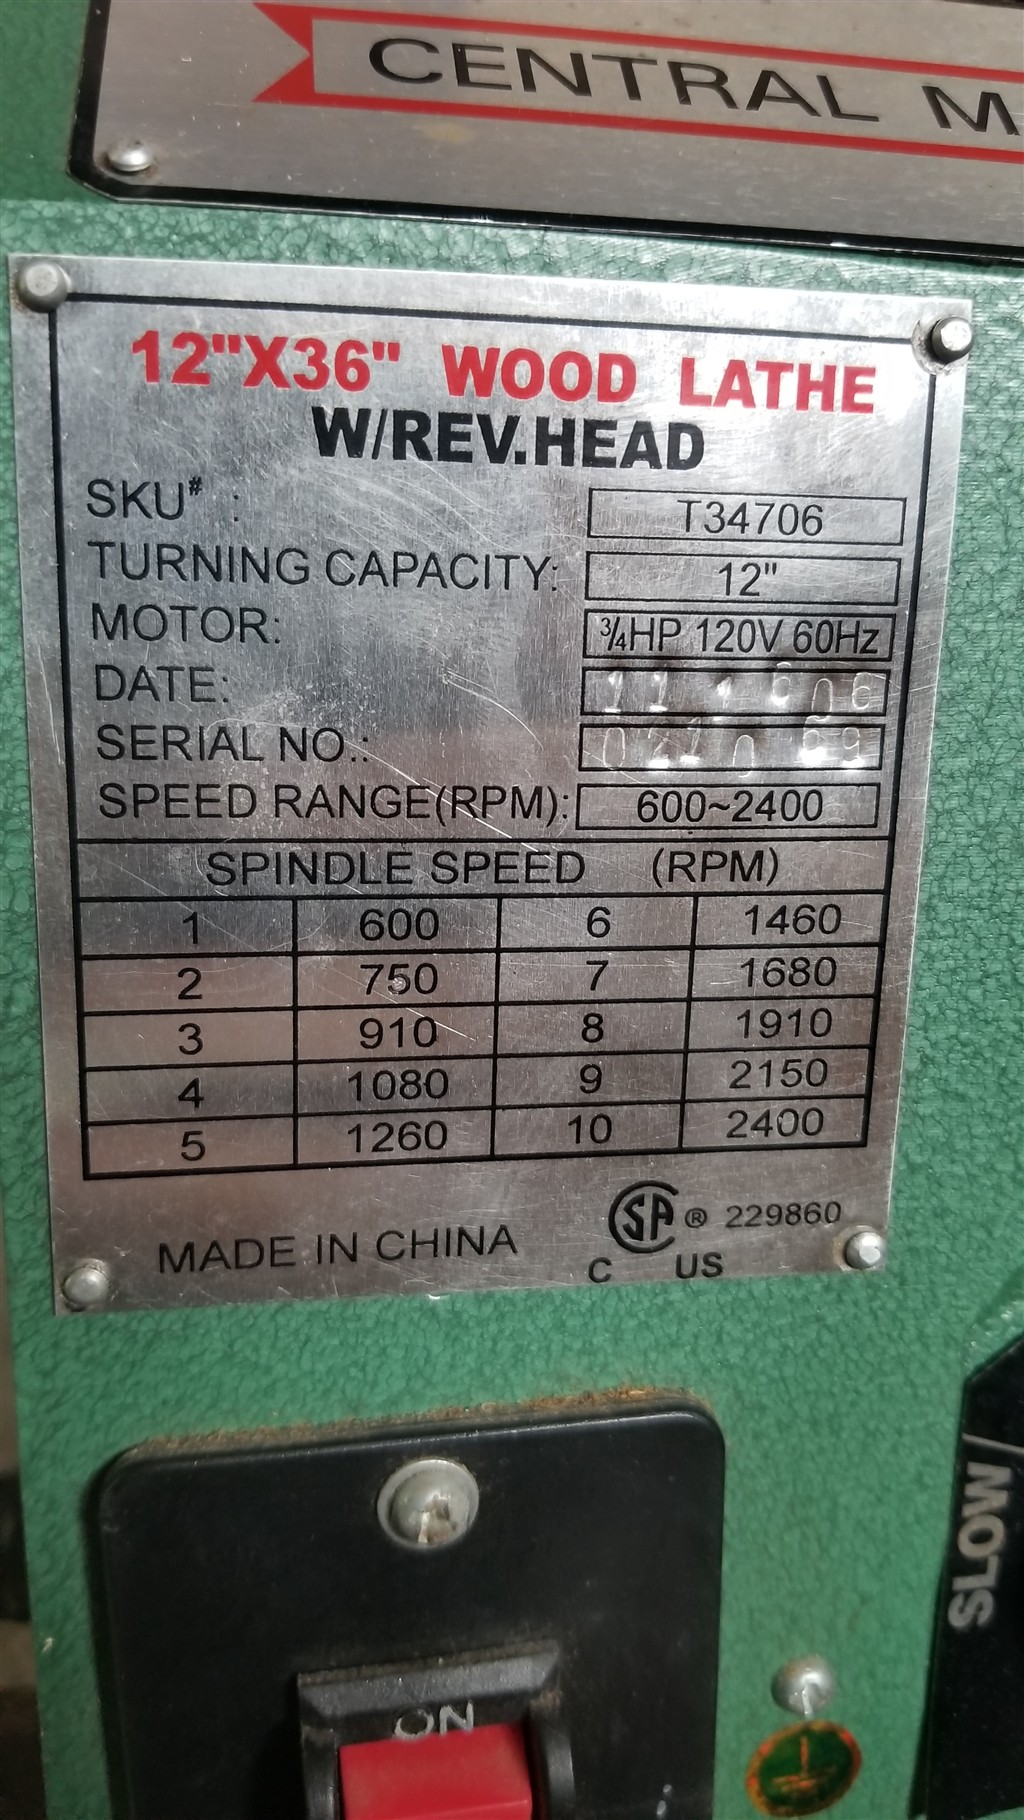 CENTRAL M
12"X36" WOOD LATHE
W/REV.HEAD
SKU# : T34706
TURNING CAPACITY: 12"
MOTOR: 3/4HP 120V 60Hz
DATE:
SERIAL NO.:
SPEED RANGE(RPM): 600~2400
SPINDLE SPEED (RPM)
1 600 6 1460
2 750 7 1680
3 910 8 1910
4 1080 9 2150
5 1260 10 2400
MADE IN CHINA
SA ® 229860
C US
SLOW
ON